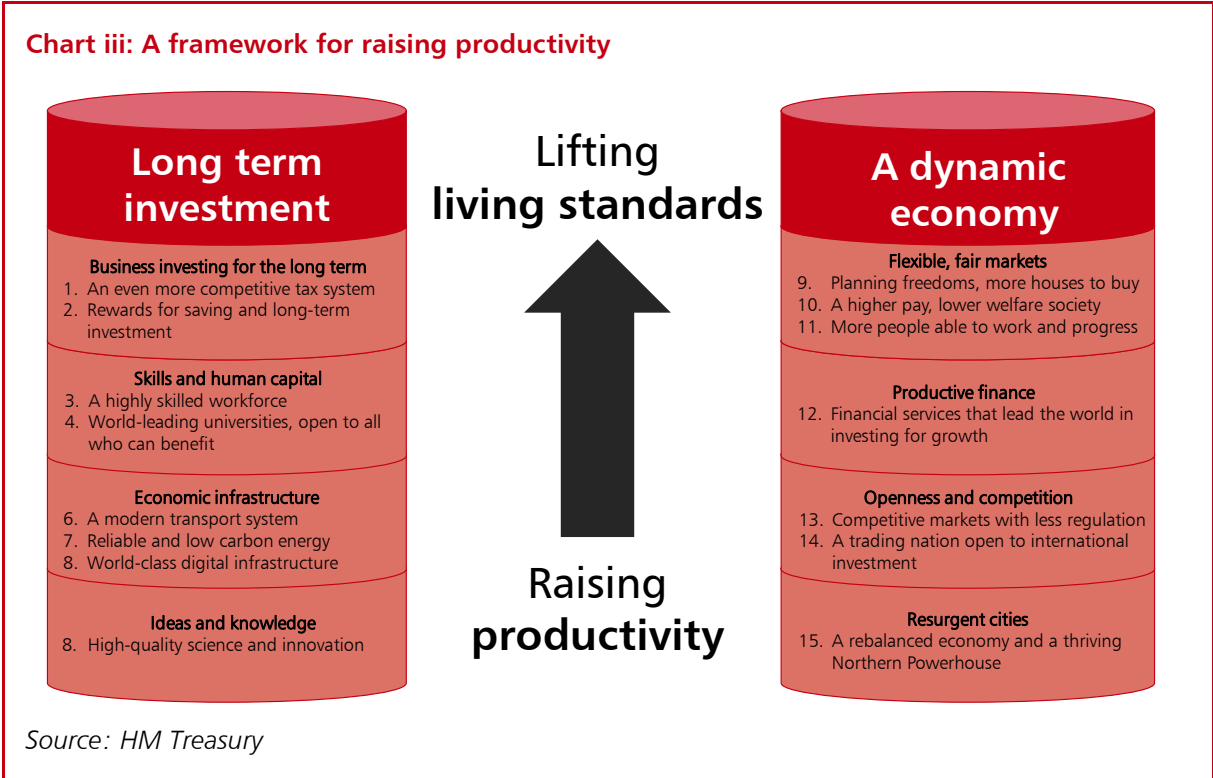 Chart iii: A framework for raising productivity
Long term
investment
Business investing for the long term
1. An even more competitive tax system
2. Rewards for saving and long-term
investment
Skills and human capital
3. A highly skilled workforce
4. World-leading universities, open to all
who can benefit
Economic infrastructure
6. A modern transport system
7. Reliable and low carbon energy
8. World-class digital infrastructure
Ideas and knowledge
8. High-quality science and innovation
Lifting
living standards
Raising
productivity
A dynamic
economy
Flexible, fair markets
9. Planning freedoms, more houses to buy
10. A higher pay, lower welfare society
11. More people able to work and progress
Productive finance
12. Financial services that lead the world in
investing for growth
Openness and competition
13. Competitive markets with less regulation
14. A trading nation open to international
investment
Resurgent cities
15. A rebalanced economy and a thriving
Northern Powerhouse
Source: HM Treasury